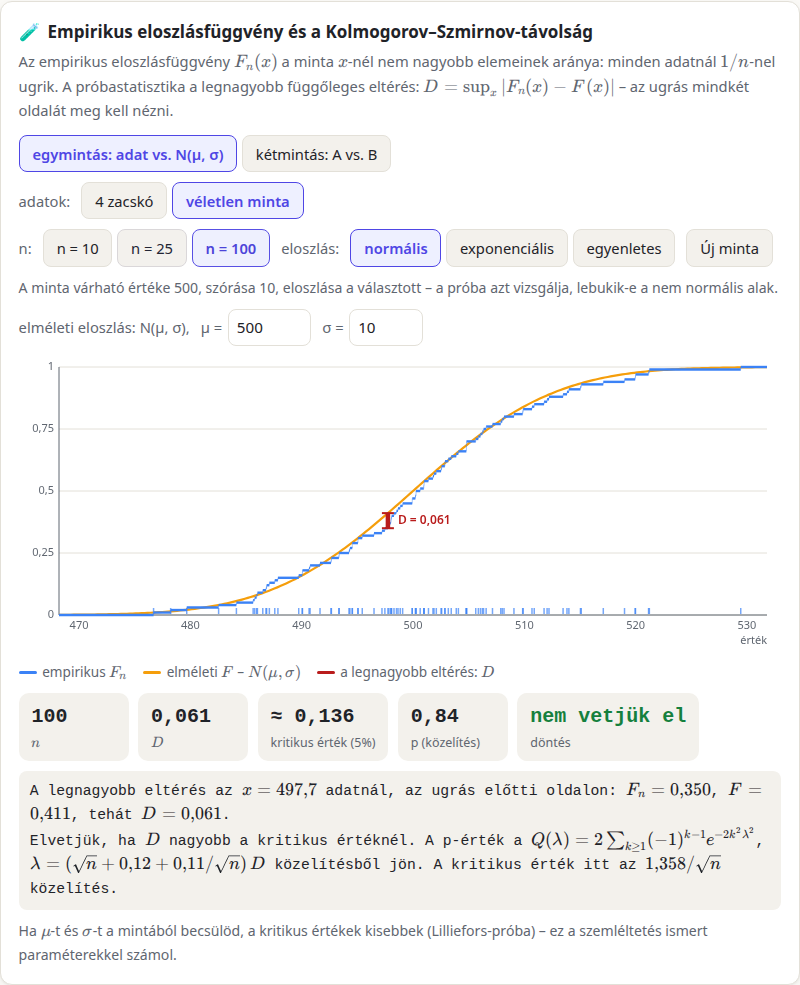 🧪 Empirikus eloszlásfüggvény és a Kolmogorov–Szmirnov-távolság
Az empirikus eloszlásfüggvény Fₙ(x) a minta x-nél nem nagyobb elemeinek aránya: minden adatnál 1/n-nel
ugrik. A próbastatisztika a legnagyobb függőleges eltérés: D = supₓ |Fₙ(x) − F(x)| – az ugrás mindkét
oldalát meg kell nézni.
egymintás: adat vs. N(μ, σ) kétmintás: A vs. B
adatok: 4 zacskó véletlen minta
n: n = 10 n = 25 n = 100 eloszlás: normális exponenciális egyenletes Új minta
A minta várható értéke 500, szórása 10, eloszlása a választott – a próba azt vizsgálja, lebukik-e a nem normális alak.
elméleti eloszlás: N(μ, σ), μ = 500 σ = 10
1
0,75
0,5
D = 0,061
0,25
0
470 480 490 500 510 520 530
érték
empirikus Fₙ elméleti F – N(μ, σ) a legnagyobb eltérés: D
100 0,061 ≈ 0,136 0,84 nem vetjük el
n D kritikus érték (5%) p (közelítés) döntés
A legnagyobb eltérés az x = 497,7 adatnál, az ugrás előtti oldalon: Fₙ = 0,350, F =
0,411, tehát D = 0,061.
Elvetjük, ha D nagyobb a kritikus értéknél. A p-érték a Q(λ) = 2 ∑_{k≥1}(−1)^{k−1}e^{−2k²λ²},
λ = (√n + 0,12 + 0,11/√n) D közelítésből jön. A kritikus érték itt az 1,358/√n
közelítés.
Ha μ-t és σ-t a mintából becsülöd, a kritikus értékek kisebbek (Lilliefors-próba) – ez a szemléltetés ismert
paraméterekkel számol.